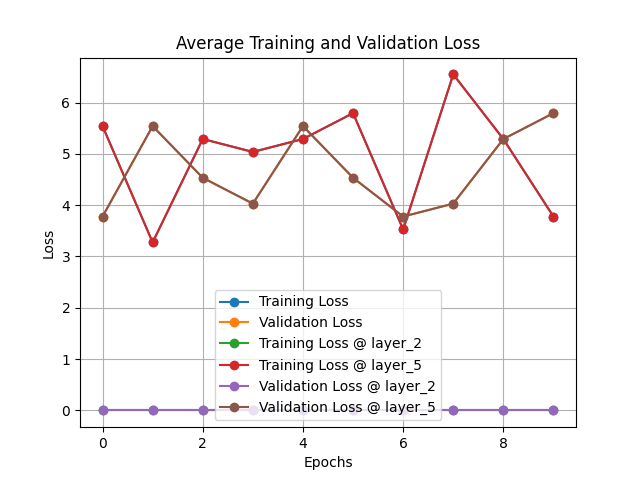 Average Training and Validation Loss
Loss
6
5
4
3
2
1
0
Training Loss
Validation Loss
Training Loss @ layer_2
Training Loss @ layer_5
Validation Loss @ layer_2
Validation Loss @ layer_5
0 2 4 6 8
Epochs